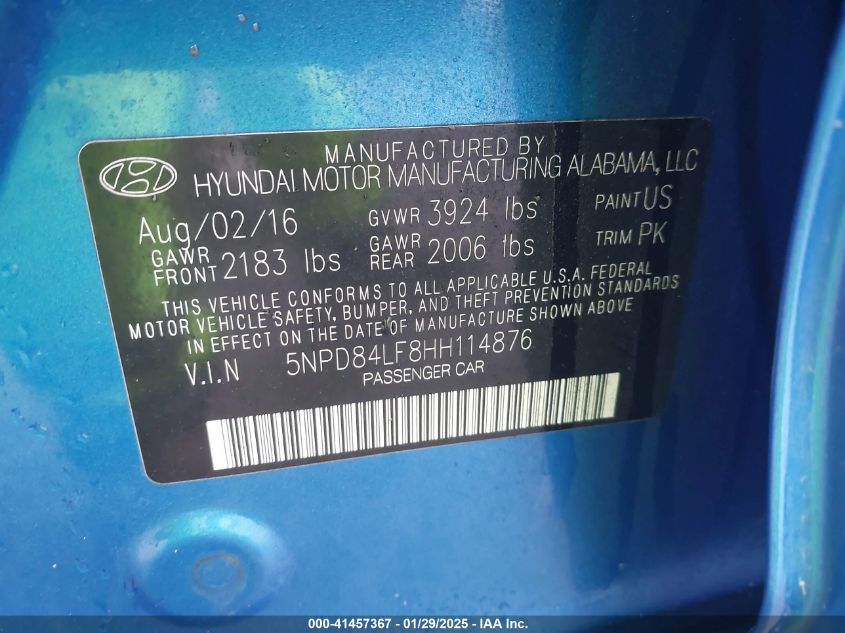 MANUFACTURED BY
HYUNDAI MOTOR MANUFACTURING ALABAMA, LLC
Aug/02/16 GVWR 3924 lbs PAINT US
GAWR FRONT 2183 lbs GAWR REAR 2006 lbs TRIM PK
THIS VEHICLE CONFORMS TO ALL APPLICABLE U.S.A. FEDERAL
MOTOR VEHICLE SAFETY, BUMPER, AND THEFT PREVENTION STANDARDS
IN EFFECT ON THE DATE OF MANUFACTURE SHOWN ABOVE
V.I.N 5NPD84LF8HH114876
PASSENGER CAR
000-41457367 - 01/29/2025 - IAAI.COM